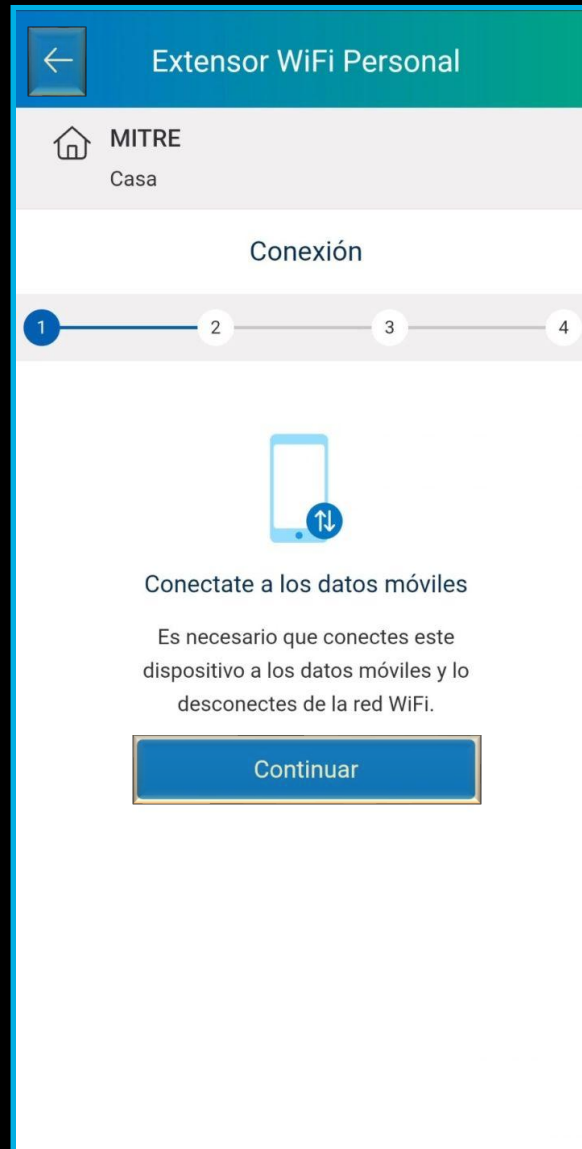 Extensor WiFi Personal
MITRE
Casa
Conexión
1 2 3 4
Conectate a los datos móviles
Es necesario que conectes este
dispositivo a los datos móviles y lo
desconectes de la red WiFi.
Continuar